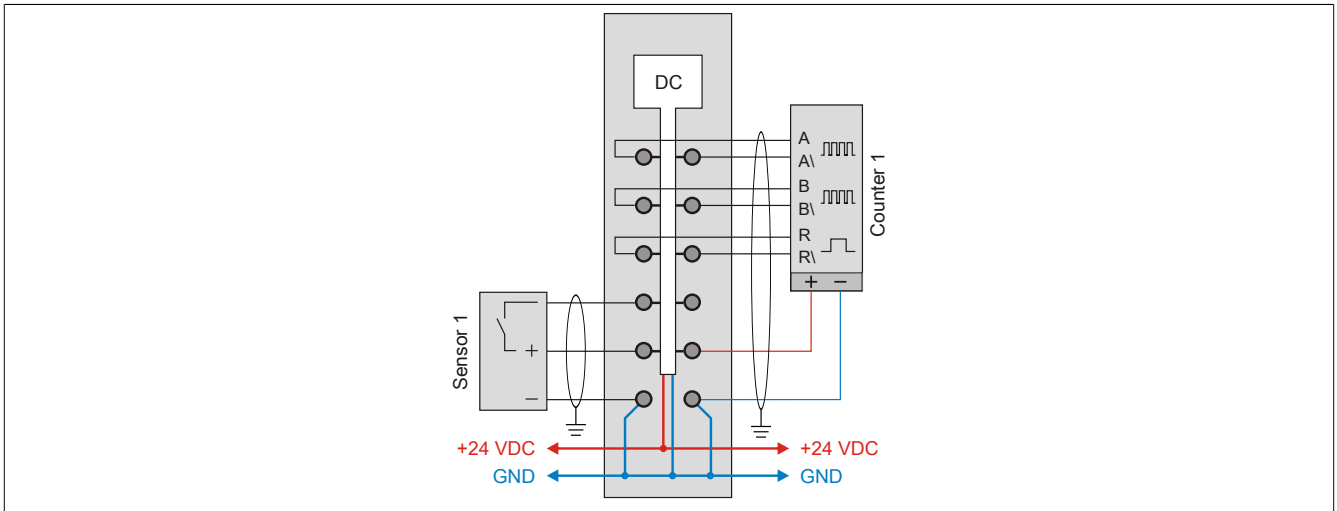 DC
A
A\
B
B\
R
R\
+ −
Counter 1
Sensor 1
+
−
+24 VDC
+24 VDC
GND
GND